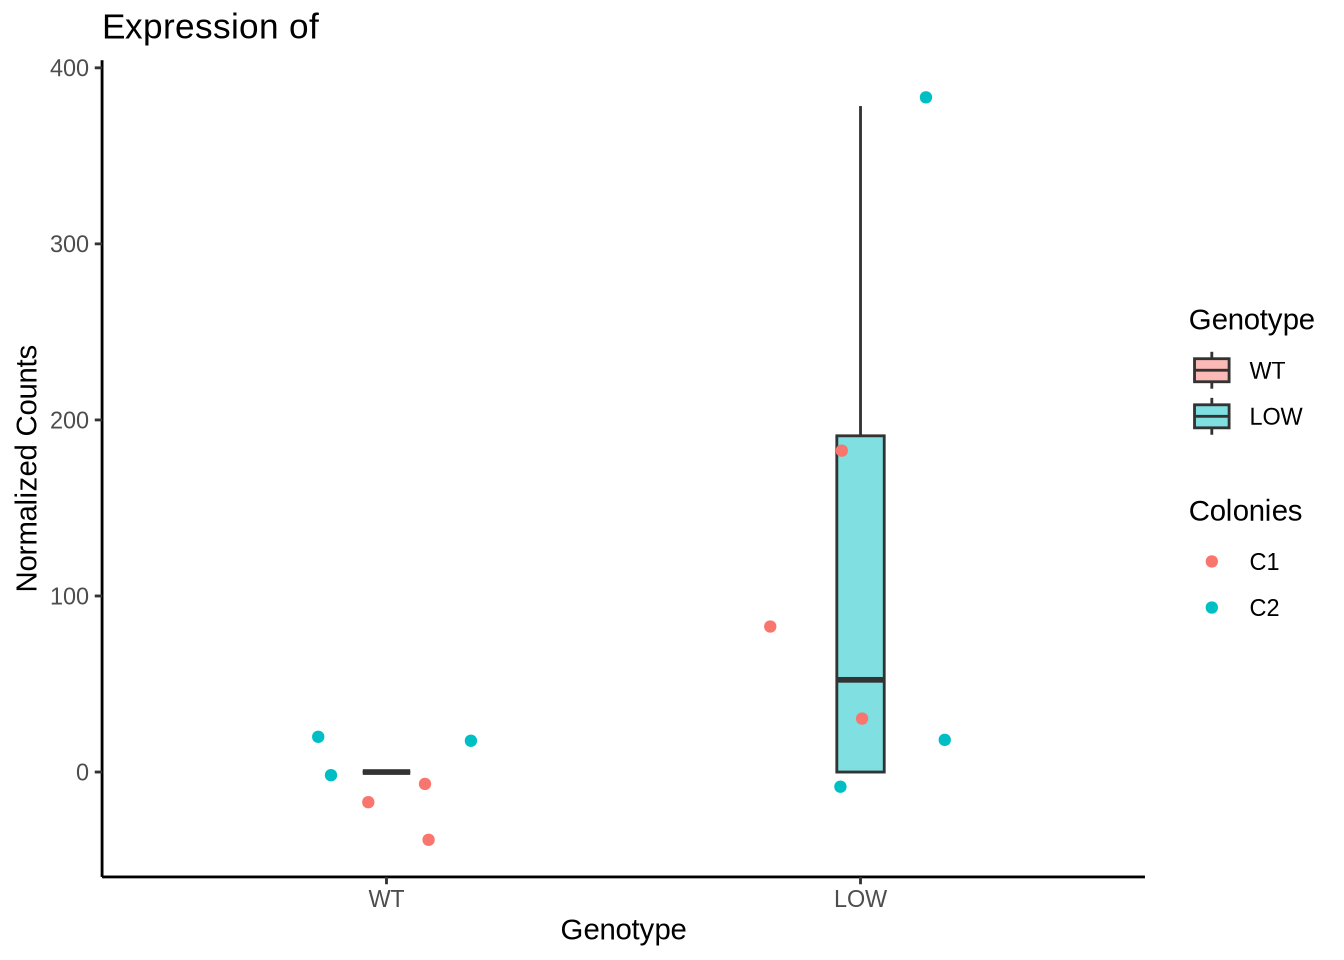 Expression of
400
300
200
100
0
Normalized Counts
WT
LOW
Genotype
Genotype
WT
LOW
Colonies
C1
C2